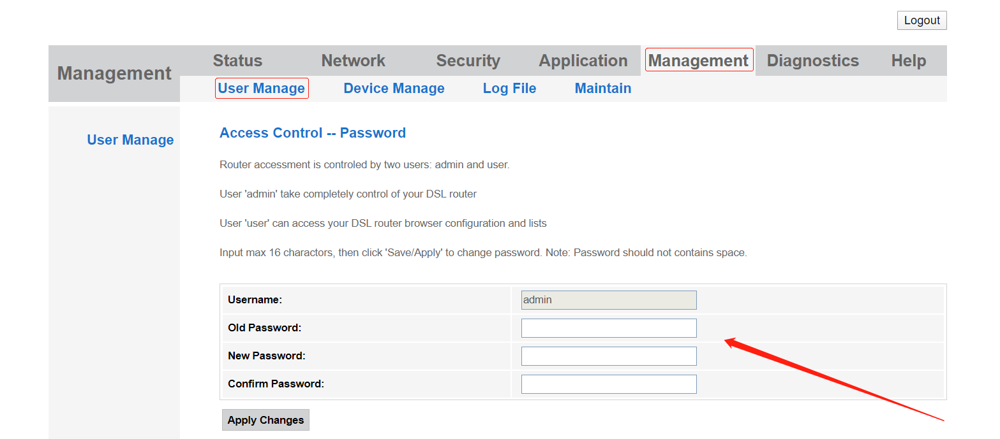 Logout
Management
Status Network Security Application Management Diagnostics Help
User Manage Device Manage Log File Maintain
User Manage
Access Control -- Password
Router accessment is controled by two users: admin and user.
User 'admin' take completely control of your DSL router
User 'user' can access your DSL router browser configuration and lists
Input max 16 charactors, then click 'Save/Apply' to change password. Note: Password should not contains space.
Username: admin
Old Password:
New Password:
Confirm Password:
Apply Changes